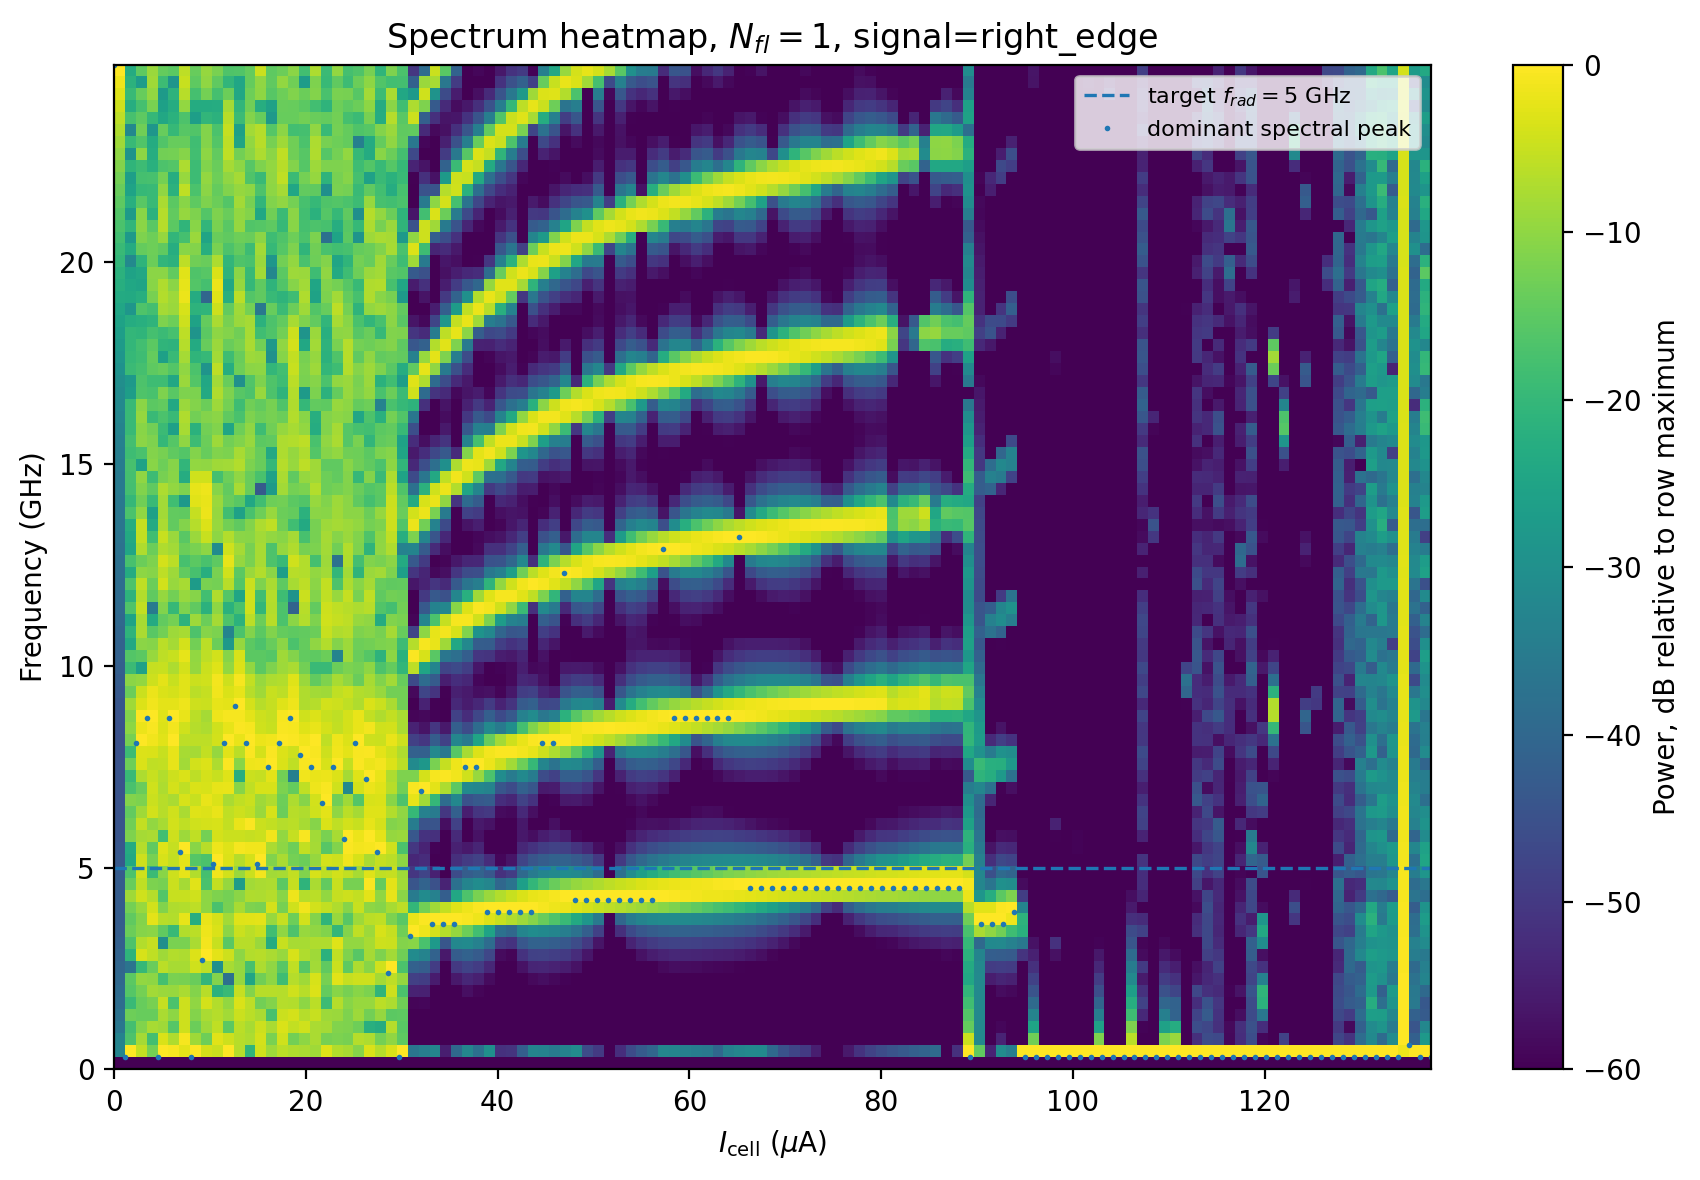 Spectrum heatmap, $N_{fl} = 1$, signal=right_edge
target $f_{rad} = 5$ GHz
dominant spectral peak
Frequency (GHz)
20
15
10
5
0
0 20 40 60 80 100 120
$I_{cell}$ ($\mu$A)
0
−10
−20
−30
−40
−50
−60
Power, dB relative to row maximum